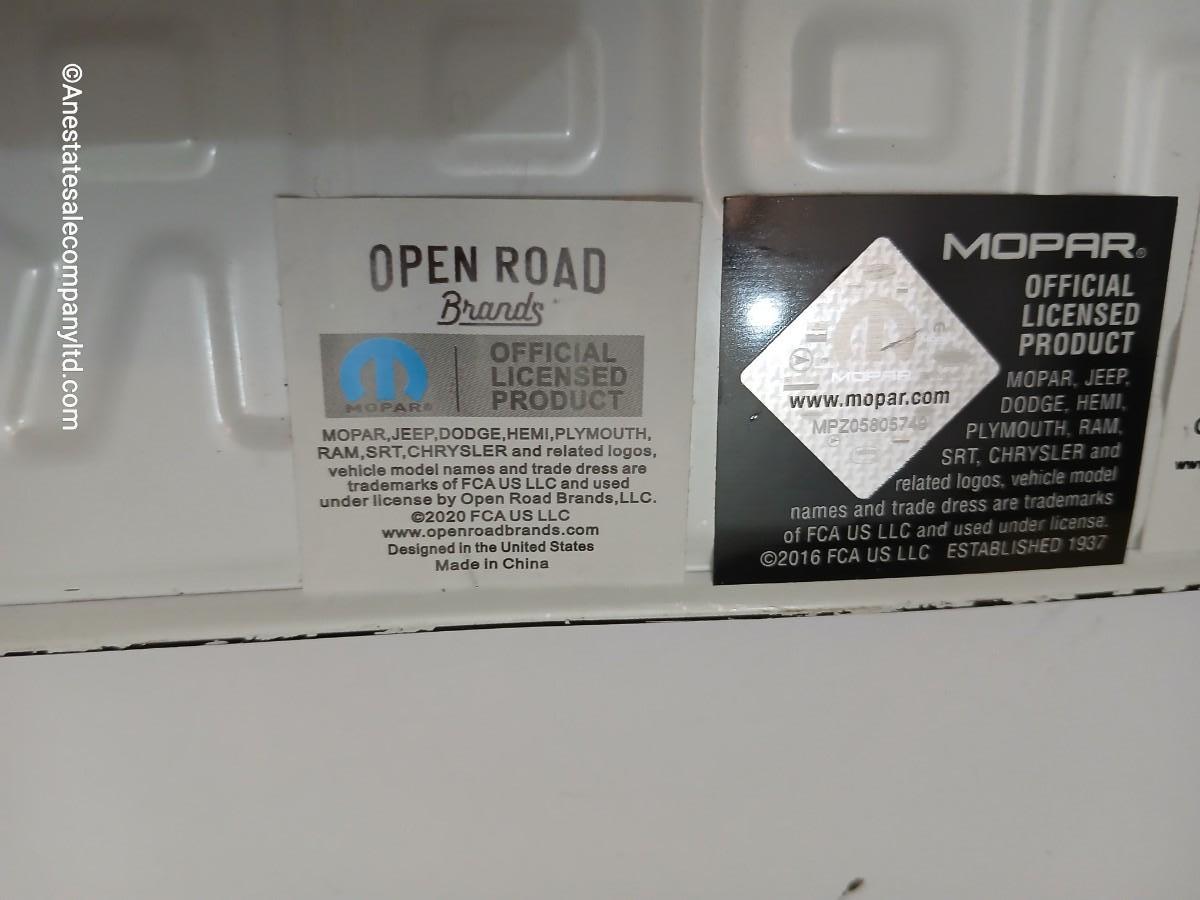 ©Anestatesalecompanyltd.com
OPEN ROAD
Brands
MOPAR®
OFFICIAL
LICENSED
PRODUCT
MOPAR,JEEP,DODGE,HEMI,PLYMOUTH,
RAM,SRT,CHRYSLER and related logos,
vehicle model names and trade dress are
trademarks of FCA US LLC and used
under license by Open Road Brands,LLC.
©2020 FCA US LLC
www.openroadbrands.com
Designed in the United States
Made in China
MOPAR®
OFFICIAL
LICENSED
PRODUCT
MOPAR
www.mopar.com
MPZ05805749
MOPAR, JEEP,
DODGE, HEMI,
PLYMOUTH, RAM,
SRT, CHRYSLER and
related logos, vehicle model
names and trade dress are trademarks
of FCA US LLC and used under license.
©2016 FCA US LLC ESTABLISHED 1937